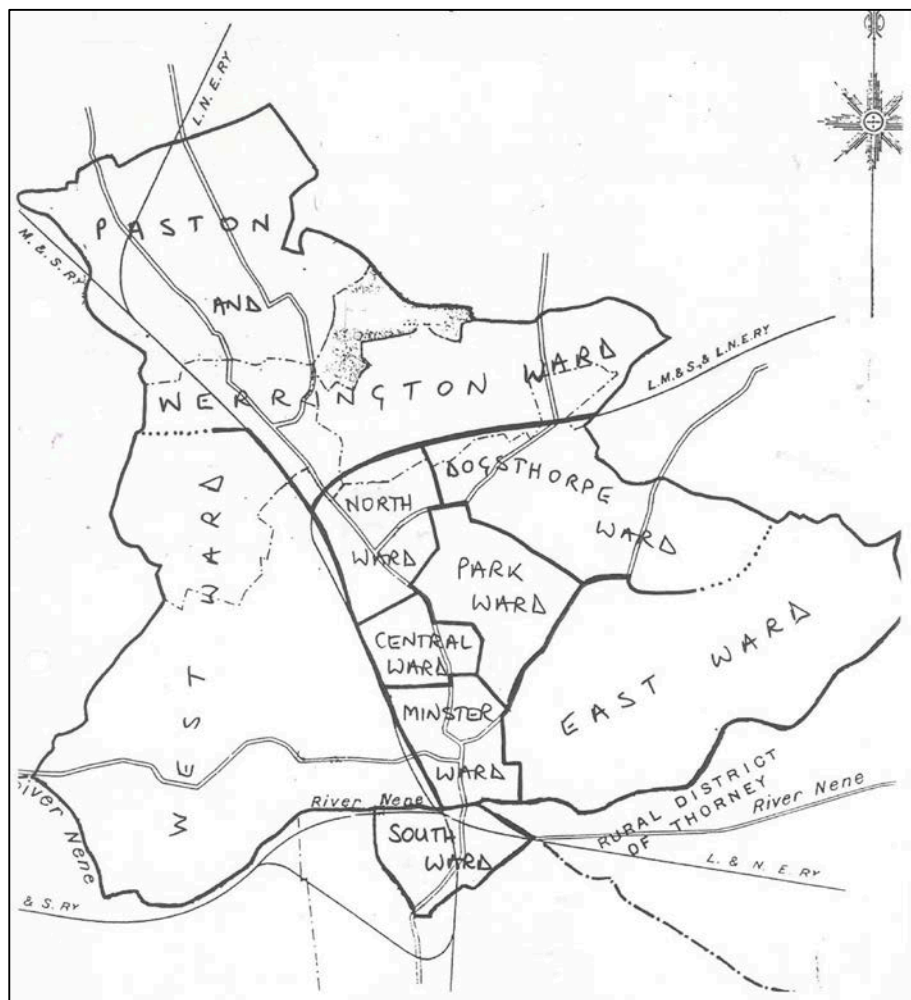 L.N.E.RY
PASTON
M.&S.RY
AND
WERRINGTON WARD
L.M.&S,& L.N.E.RY
DOGSTHORPE
WARD
NORTH
WARD
PARK
WARD
WEST WARD
CENTRAL
WARD
EAST WARD
MINSTER
WARD
River Nene
River Nene
SOUTH
WARD
RURAL DISTRICT
OF THORNEY
River Nene
L. & N. E. RY
& S. RY